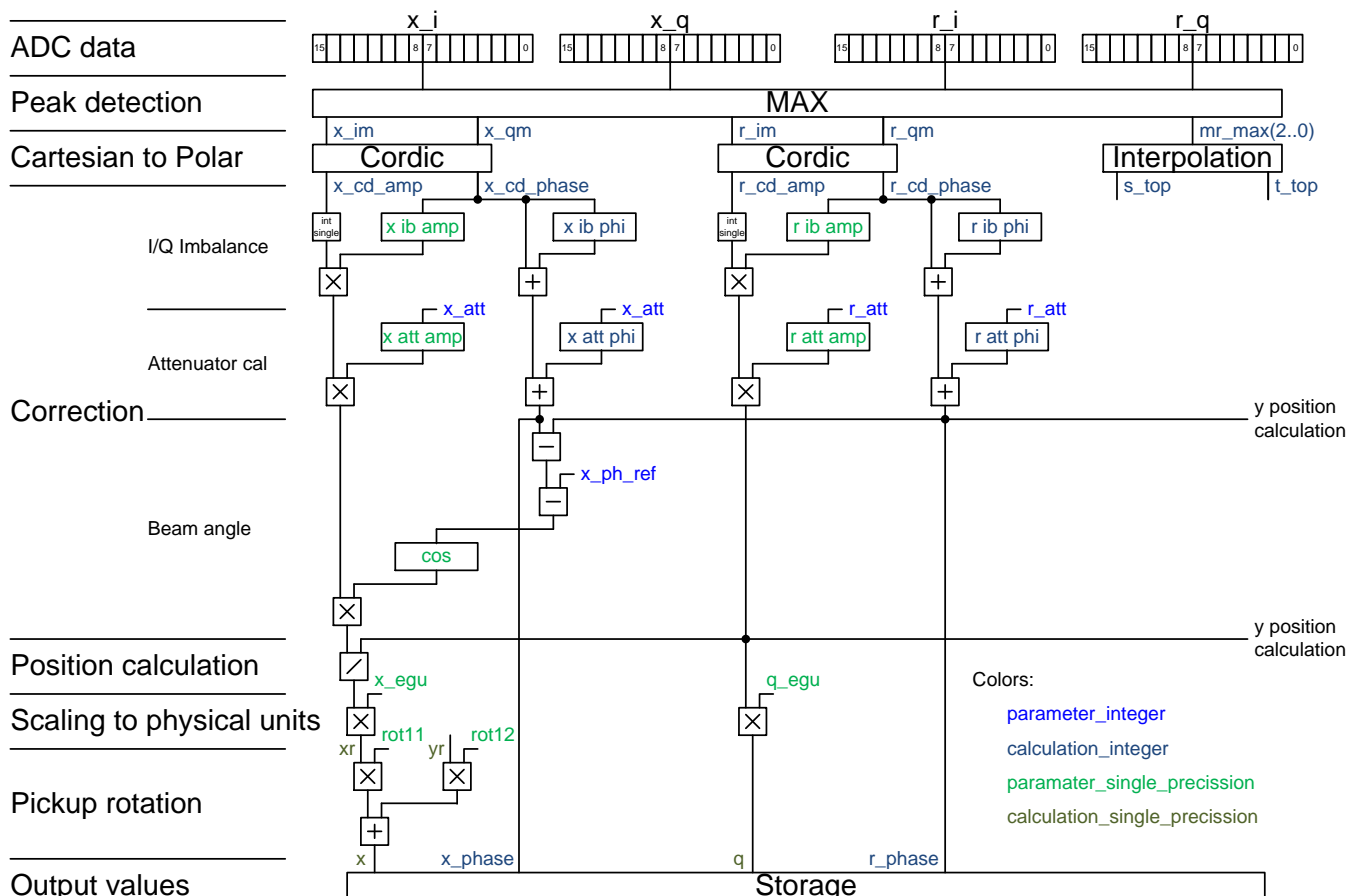 x_i x_q r_i r_q
ADC data 15 8 7 0 15 8 7 0 15 8 7 0 15 8 7 0
Peak detection MAX
x_im x_qm r_im r_qm mr_max(2..0)
Cartesian to Polar Cordic Cordic Interpolation
x_cd_amp x_cd_phase r_cd_amp r_cd_phase s_top t_top
int single x ib amp x ib phi int single r ib amp r ib phi
I/Q Imbalance
× + × +
x_att x_att r_att r_att
x att amp x att phi r att amp r att phi
Attenuator cal
× + × +
Correction
y position
calculation
−
x_ph_ref
−
Beam angle
cos
×
y position
calculation
Position calculation /
x_egu q_egu
Colors:
Scaling to physical units × ×
parameter_integer
rot11 rot12
xr yr
calculation_integer
× ×
paramater_single_precission
Pickup rotation
calculation_single_precission
+
x x_phase q r_phase
Output values Storage